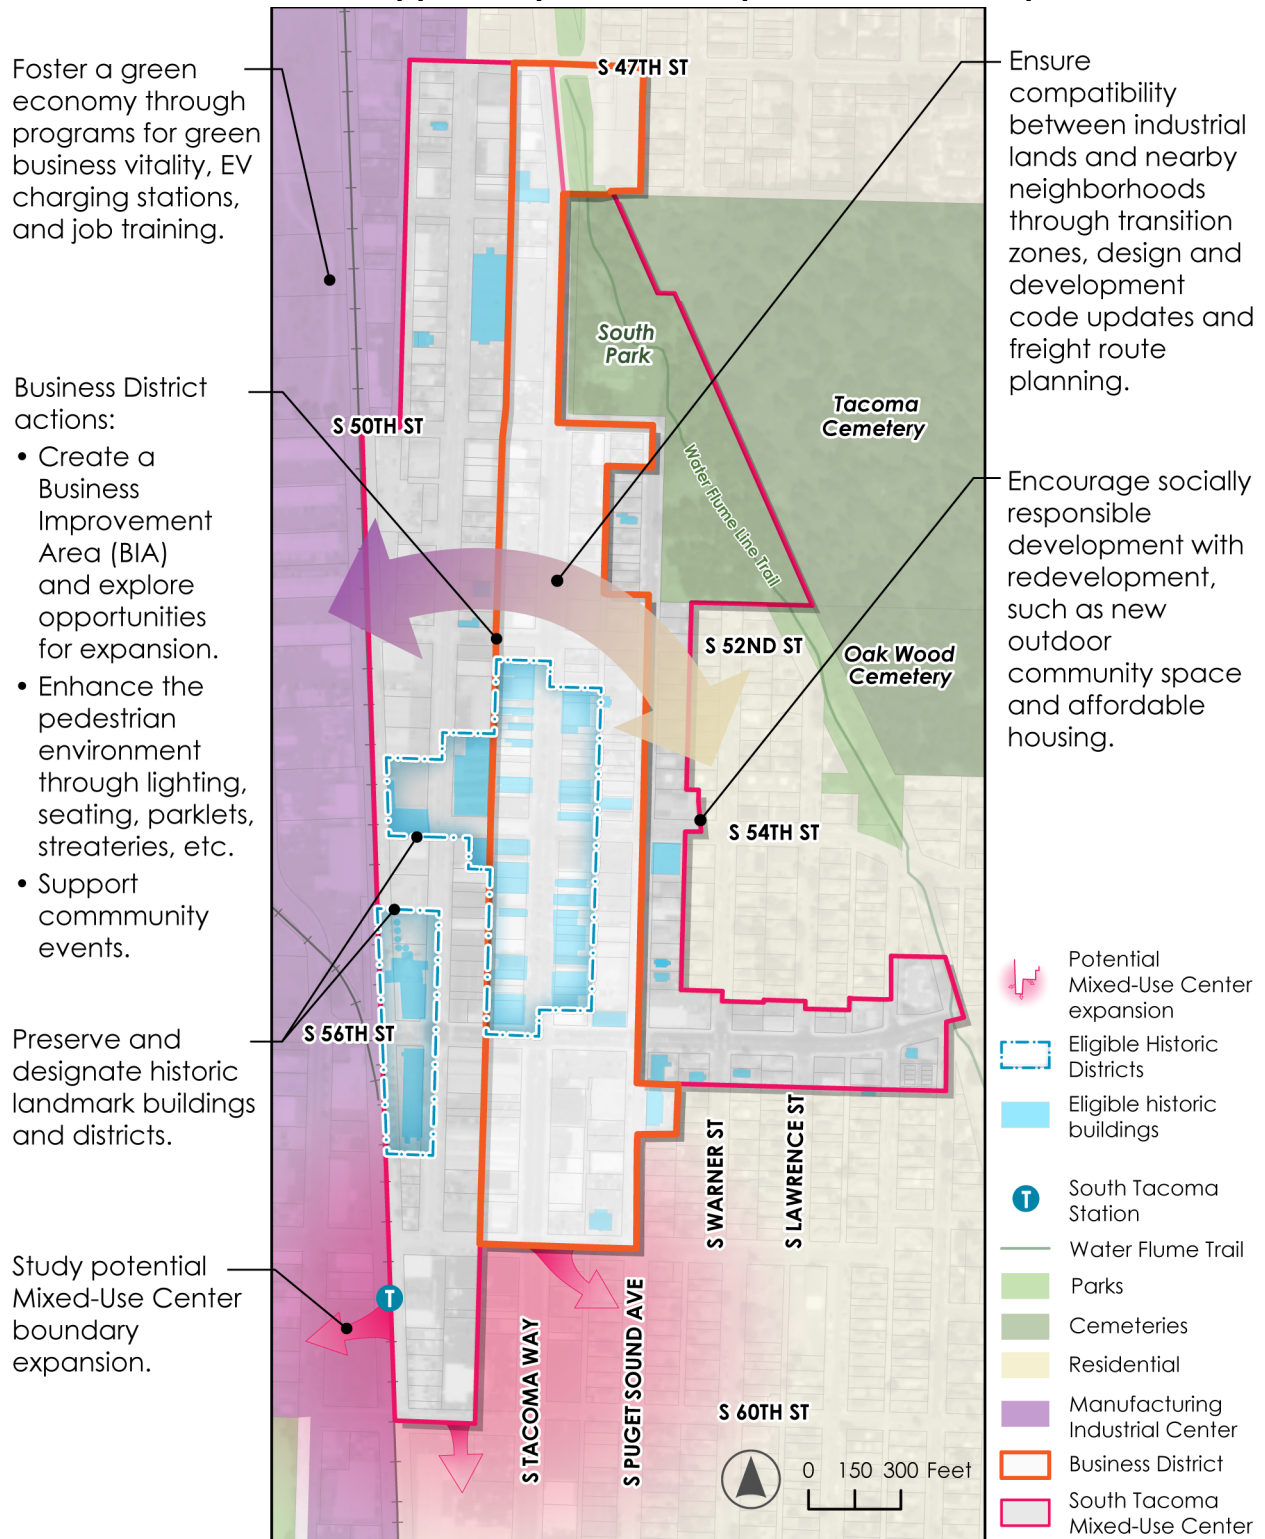 Foster a green
economy through
programs for green
business vitality, EV
charging stations,
and job training.
Business District
actions:
• Create a
Business
Improvement
Area (BIA)
and explore
opportunities
for expansion.
• Enhance the
pedestrian
environment
through lighting,
seating, parklets,
streateries, etc.
• Support
commmunity
events.
Preserve and
designate historic
landmark buildings
and districts.
Study potential
Mixed-Use Center
boundary
expansion.
S 47TH ST
South
Park
Tacoma
Cemetery
S 50TH ST
Water Flume Line Trail
S 52ND ST
Oak Wood
Cemetery
S 54TH ST
S 56TH ST
S WARNER ST
S LAWRENCE ST
T
S TACOMA WAY
S PUGET SOUND AVE
S 60TH ST
0 150 300 Feet
Ensure
compatibility
between industrial
lands and nearby
neighborhoods
through transition
zones, design and
development
code updates and
freight route
planning.
Encourage socially
responsible
development with
redevelopment,
such as new
outdoor
community space
and affordable
housing.
Potential
Mixed-Use Center
expansion
Eligible Historic
Districts
Eligible historic
buildings
T
South Tacoma
Station
Water Flume Trail
Parks
Cemeteries
Residential
Manufacturing
Industrial Center
Business District
South Tacoma
Mixed-Use Center